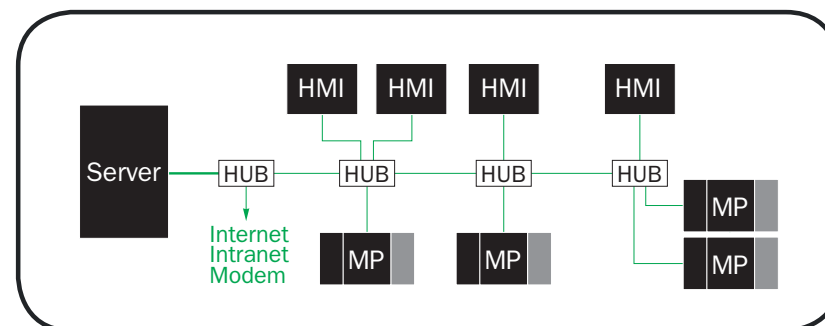 HMI HMI HMI HMI
Server HUB HUB HUB HUB
MP
Internet
Intranet
Modem
MP MP MP